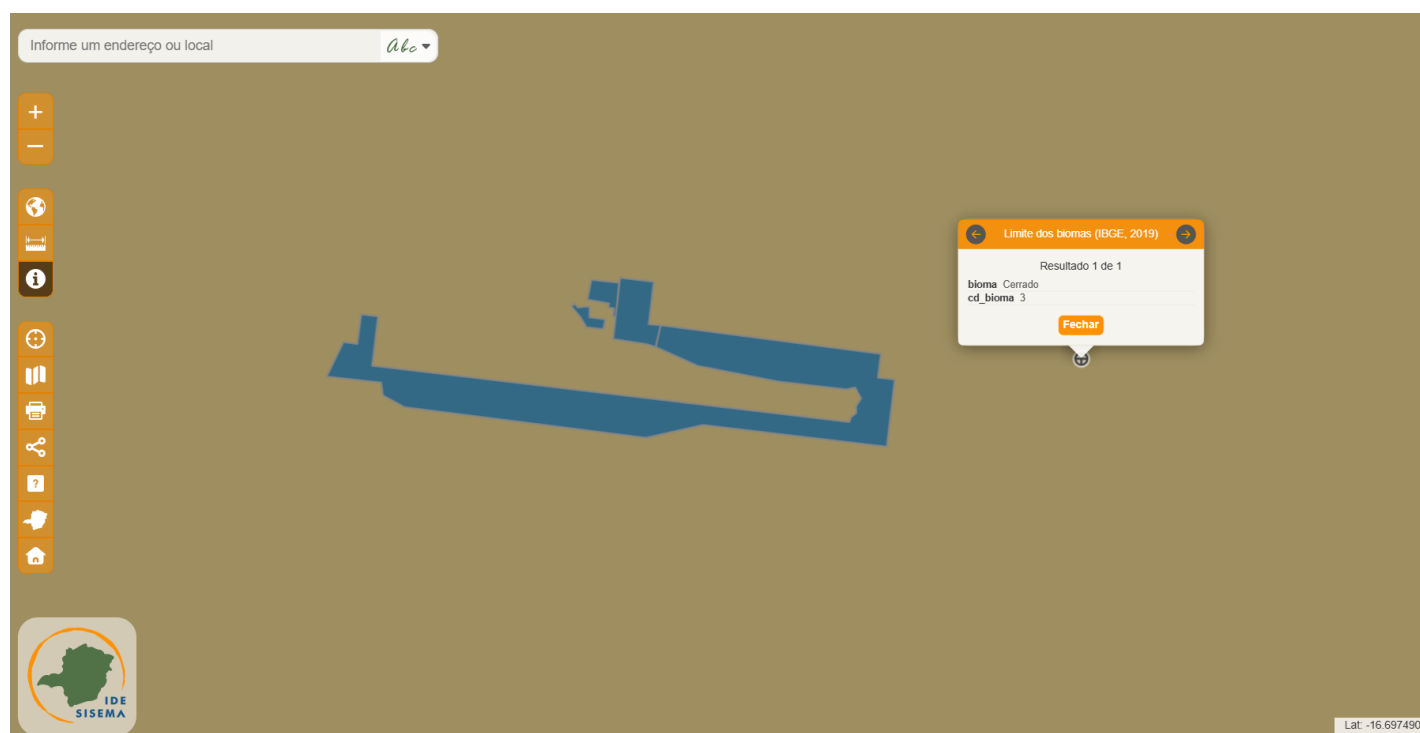 Informe um endereço ou local
Abc
Limite dos biomas (IBGE, 2019)
Resultado 1 de 1
bioma Cerrado
cd_bioma 3
Fechar
?
IDE
SISEMA
Lat: -16.697490